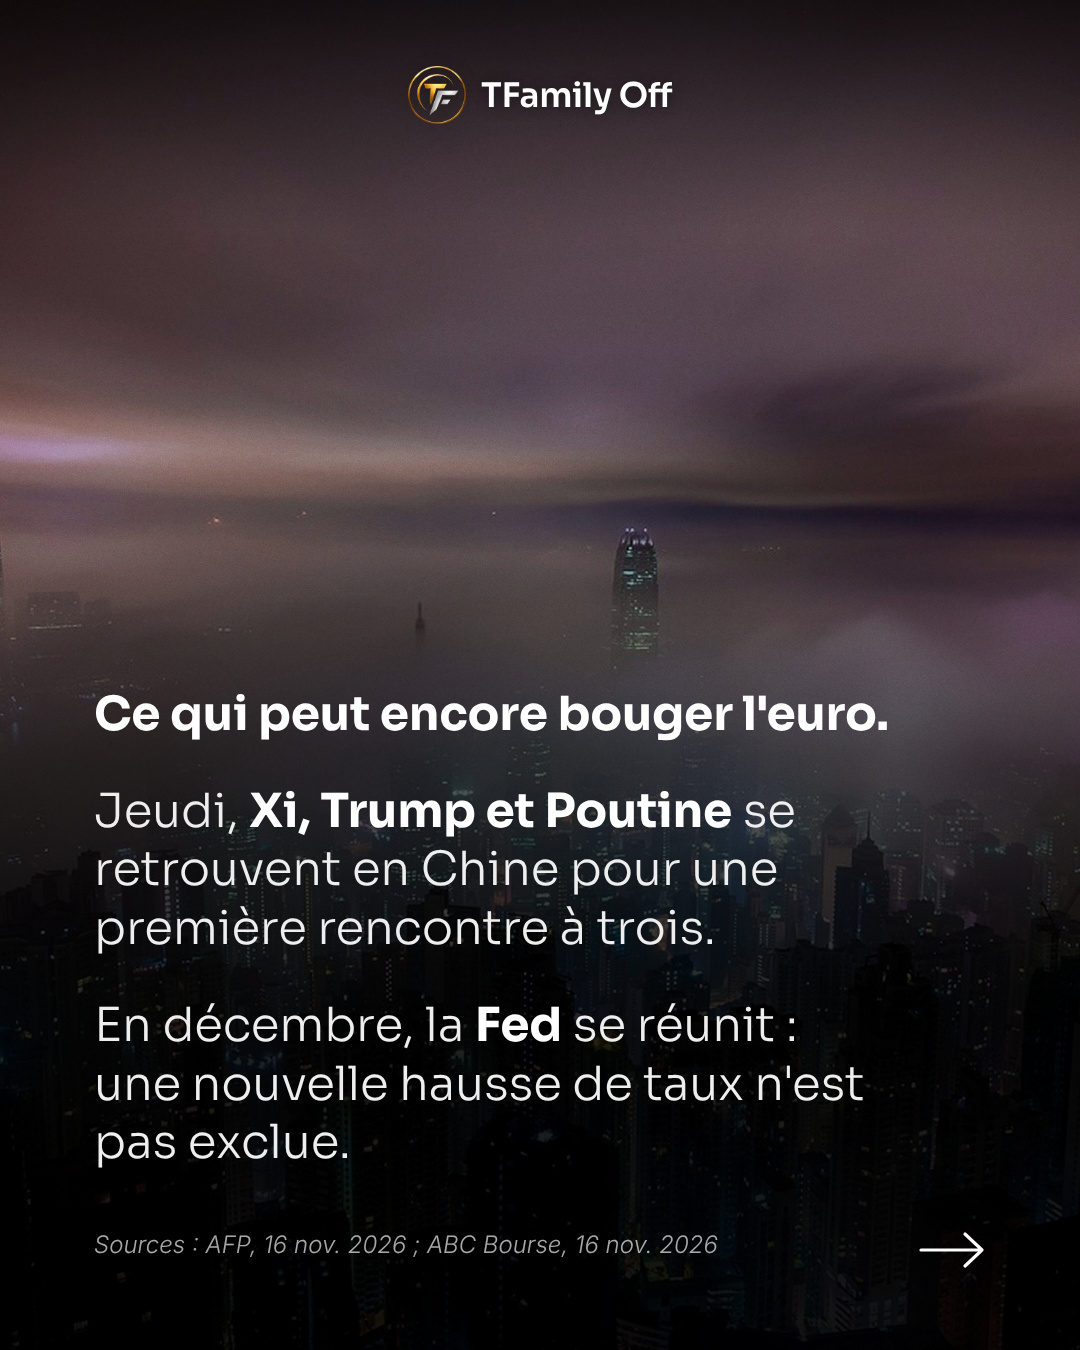 TFamily Off
Ce qui peut encore bouger l'euro.
Jeudi, Xi, Trump et Poutine se
retrouvent en Chine pour une
première rencontre à trois.
En décembre, la Fed se réunit :
une nouvelle hausse de taux n'est
pas exclue.
Sources : AFP, 16 nov. 2026 ; ABC Bourse, 16 nov. 2026